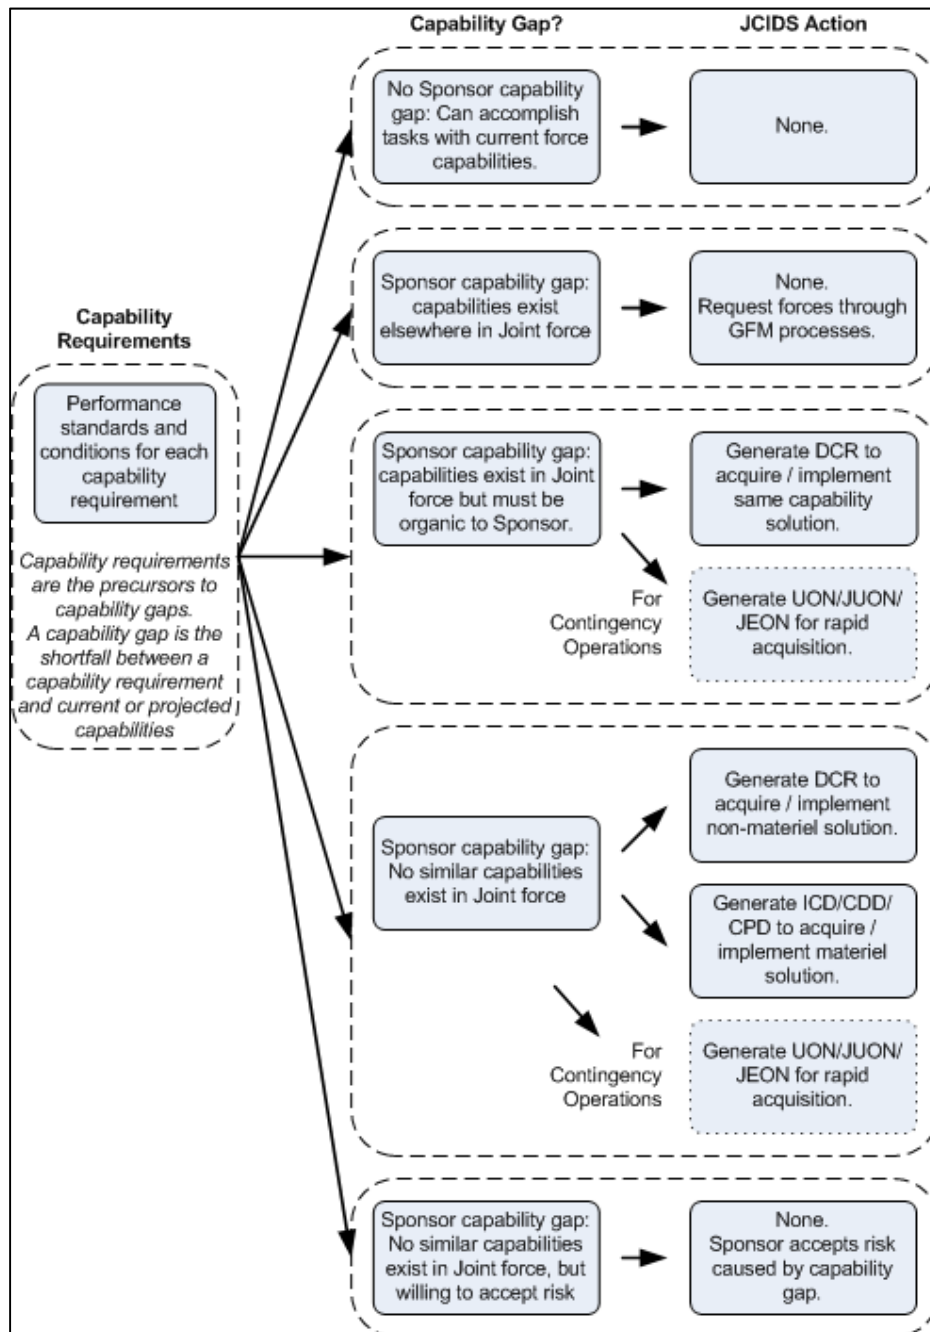 Capability Gap?
JCIDS Action
No Sponsor capability
gap: Can accomplish
tasks with current force
capabilities.
None.
Sponsor capability gap:
capabilities exist
elsewhere in Joint force
None.
Request forces through
GFM processes.
Capability
Requirements
Performance
standards and
conditions for each
capability
requirement
Capability requirements
are the precursors to
capability gaps.
A capability gap is the
shortfall between a
capability requirement
and current or projected
capabilities
Sponsor capability gap:
capabilities exist in Joint
force but must be
organic to Sponsor.
Generate DCR to
acquire / implement
same capability
solution.
For
Contingency
Operations
Generate UON/JUON/
JEON for rapid
acquisition.
Sponsor capability gap:
No similar capabilities
exist in Joint force
Generate DCR to
acquire / implement
non-materiel solution.
Generate ICD/CDD/
CPD to acquire /
implement materiel
solution.
For
Contingency
Operations
Generate UON/JUON/
JEON for rapid
acquisition.
Sponsor capability gap:
No similar capabilities
exist in Joint force, but
willing to accept risk
None.
Sponsor accepts risk
caused by capability
gap.